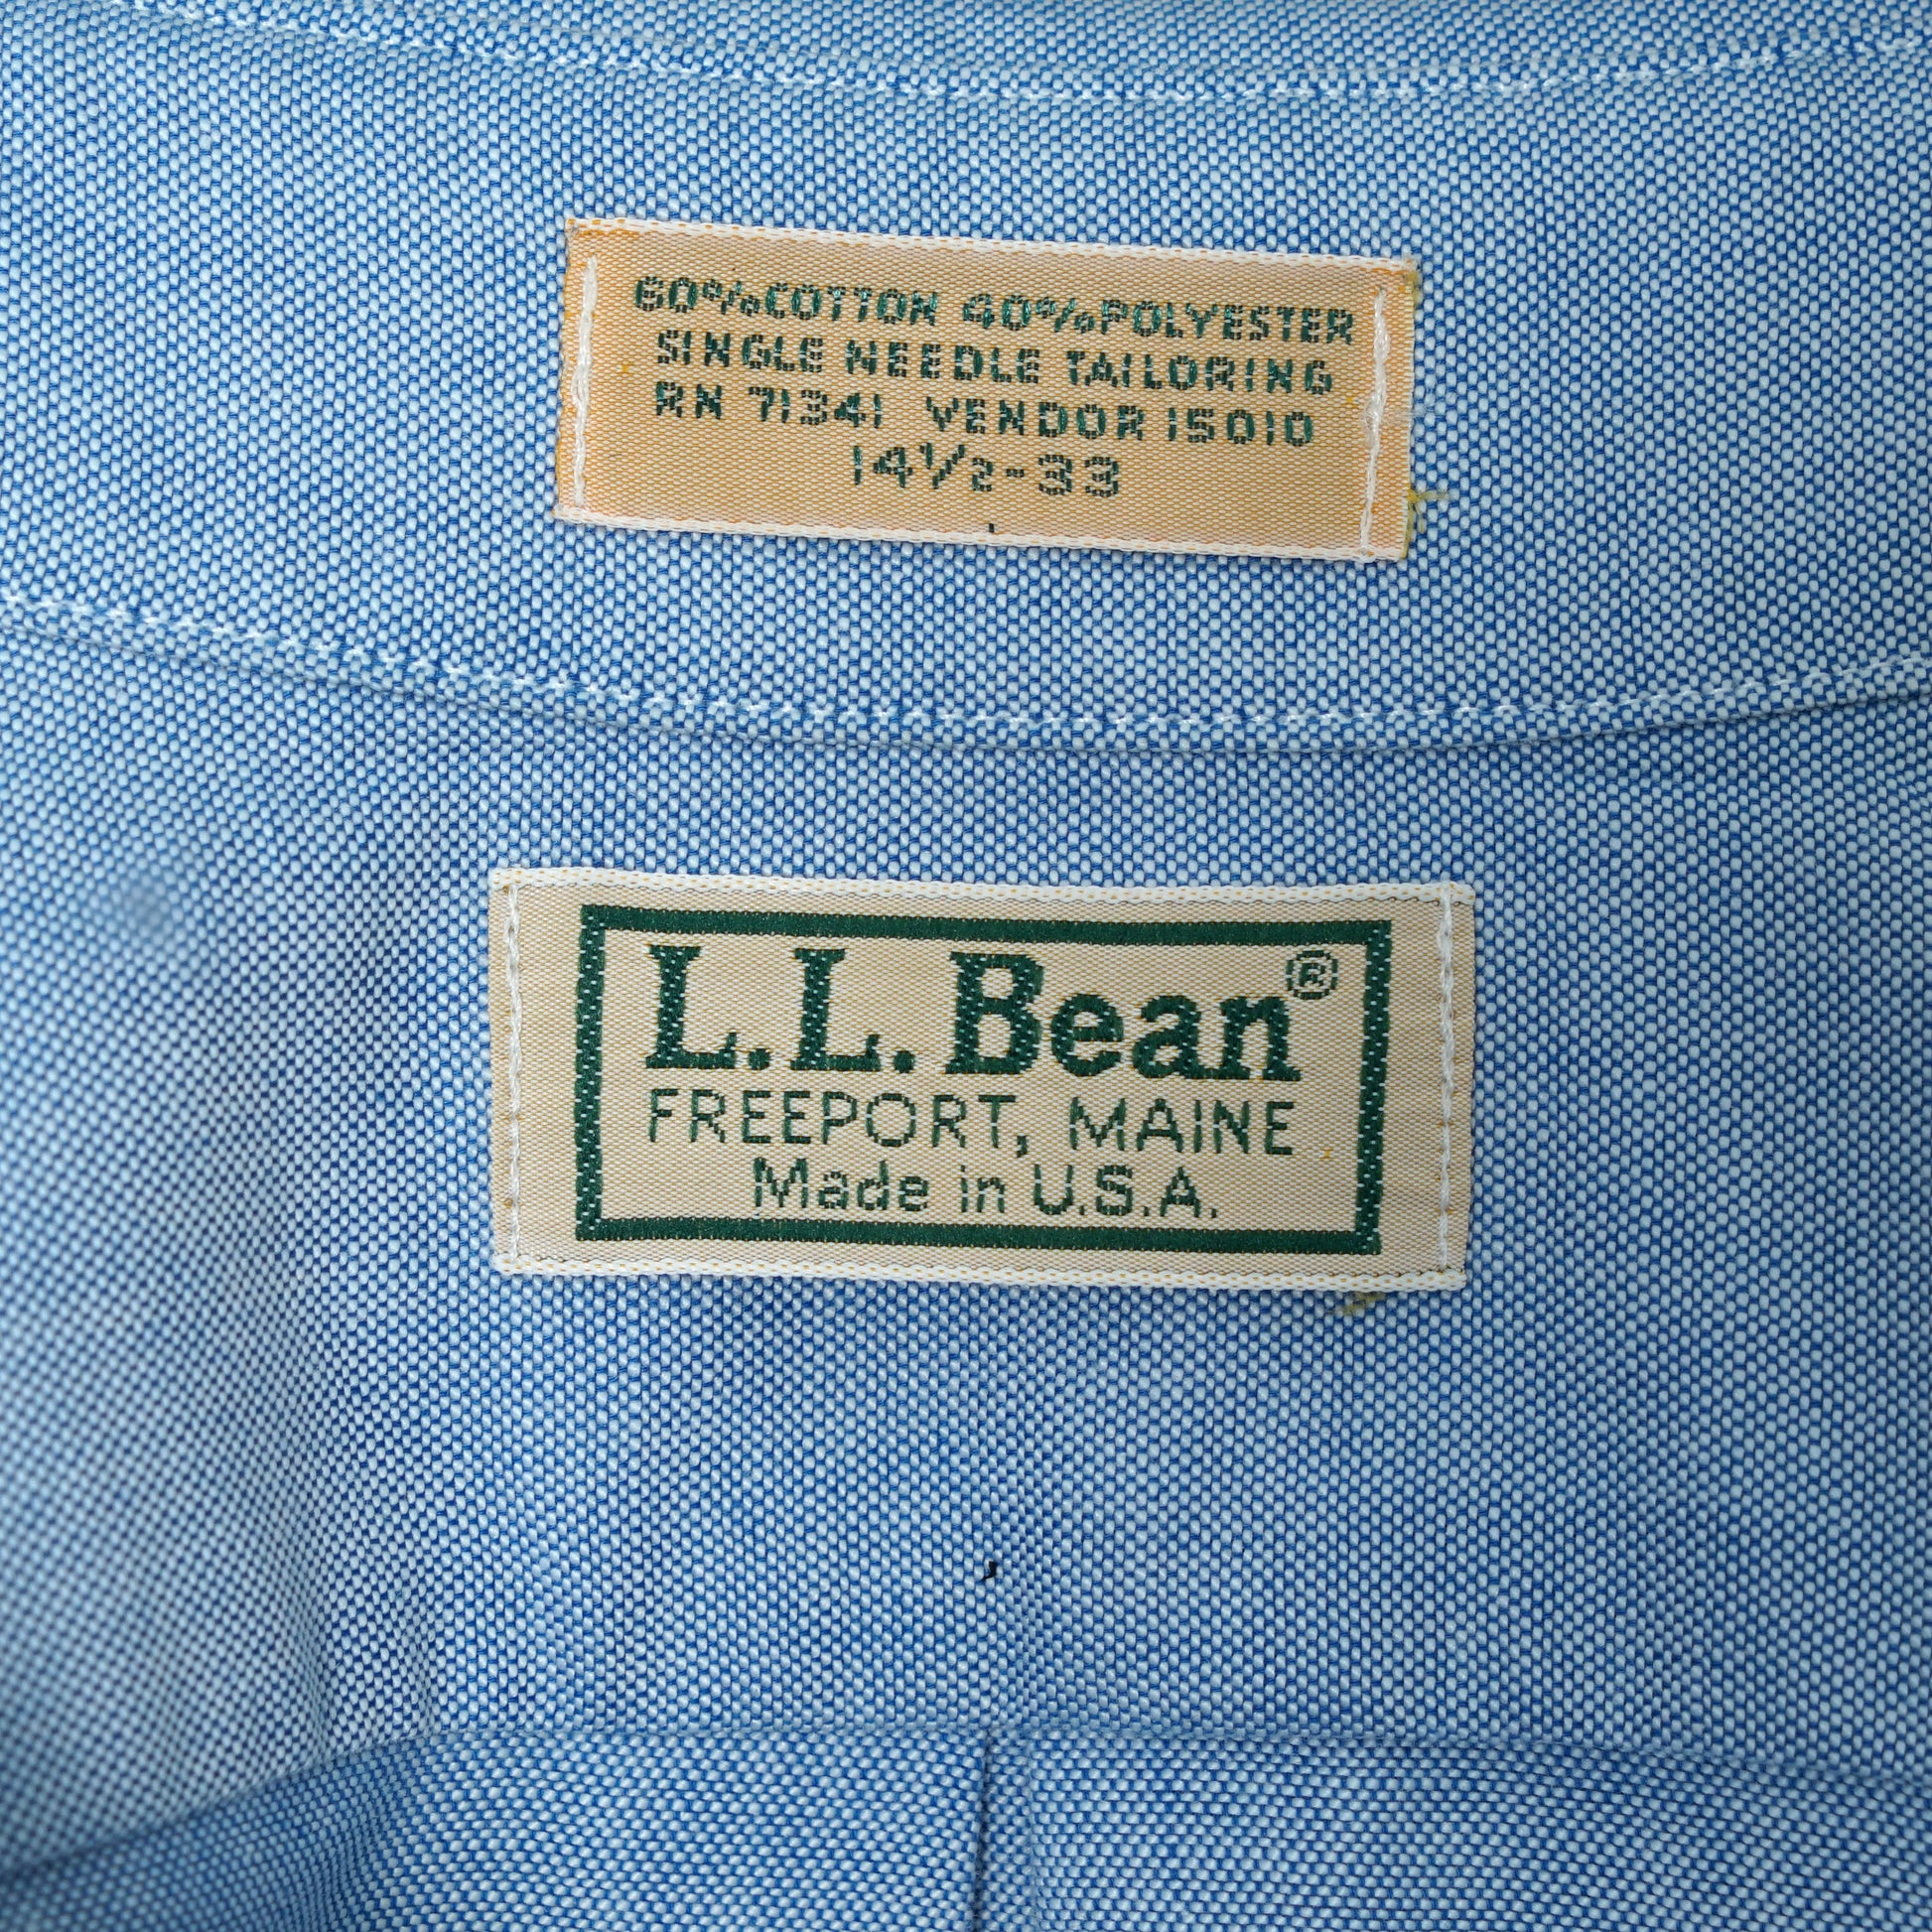 60% COTTON 40% POLYESTER
SINGLE NEEDLE TAILORING
RN 71341 VENDOR 15010
14½-33
L.L.Bean®
FREEPORT, MAINE
Made in U.S.A.